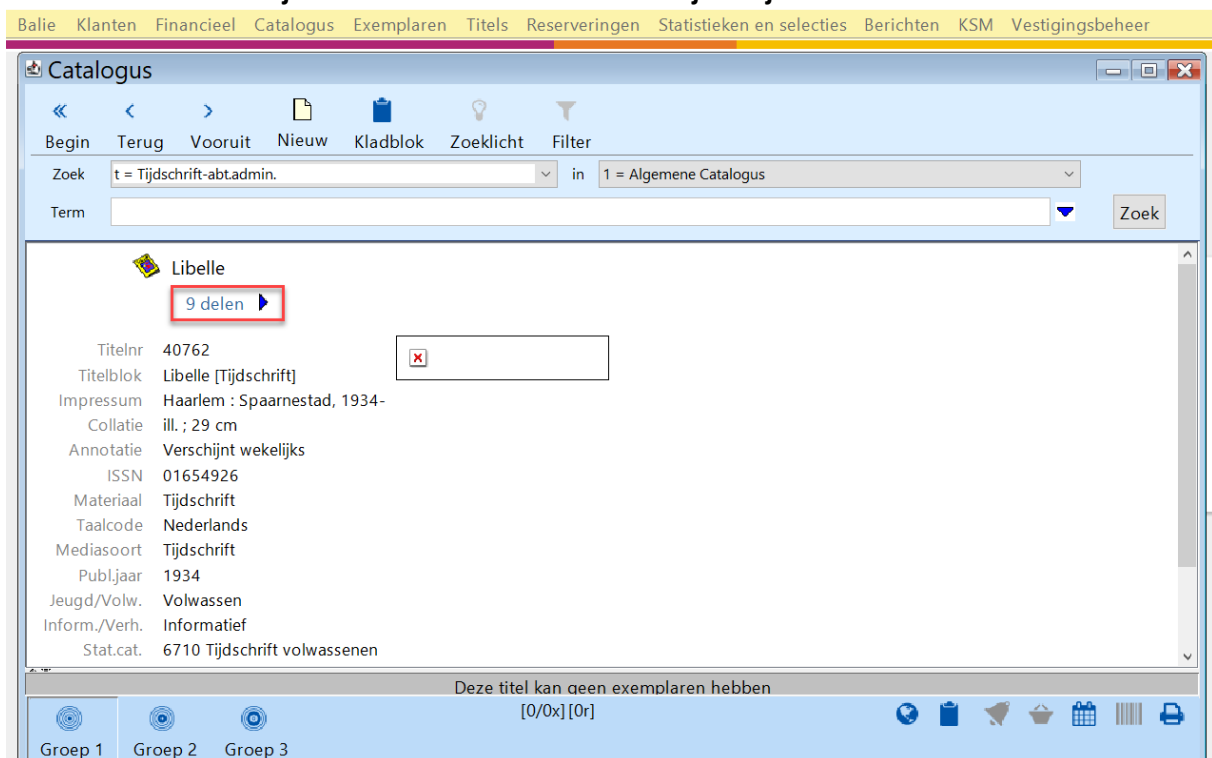 Balie Klanten Financieel Catalogus Exemplaren Titels Reserveringen Statistieken en selecties Berichten KSM Vestigingsbeheer
Catalogus
Begin Terug Vooruit Nieuw Kladblok Zoeklicht Filter
Zoek t = Tijdschrift-abt.admin. in 1 = Algemene Catalogus
Term Zoek
Libelle
9 delen
Titelnr 40762
Titelblok Libelle [Tijdschrift]
Impressum Haarlem : Spaarnestad, 1934-
Collatie ill. ; 29 cm
Annotatie Verschijnt wekelijks
ISSN 01654926
Materiaal Tijdschrift
Taalcode Nederlands
Mediasoort Tijdschrift
Publ.jaar 1934
Jeugd/Volw. Volwassen
Inform./Verh. Informatief
Stat.cat. 6710 Tijdschrift volwassenen
Deze titel kan geen exemplaren hebben
[0/0x] [0r]
Groep 1 Groep 2 Groep 3